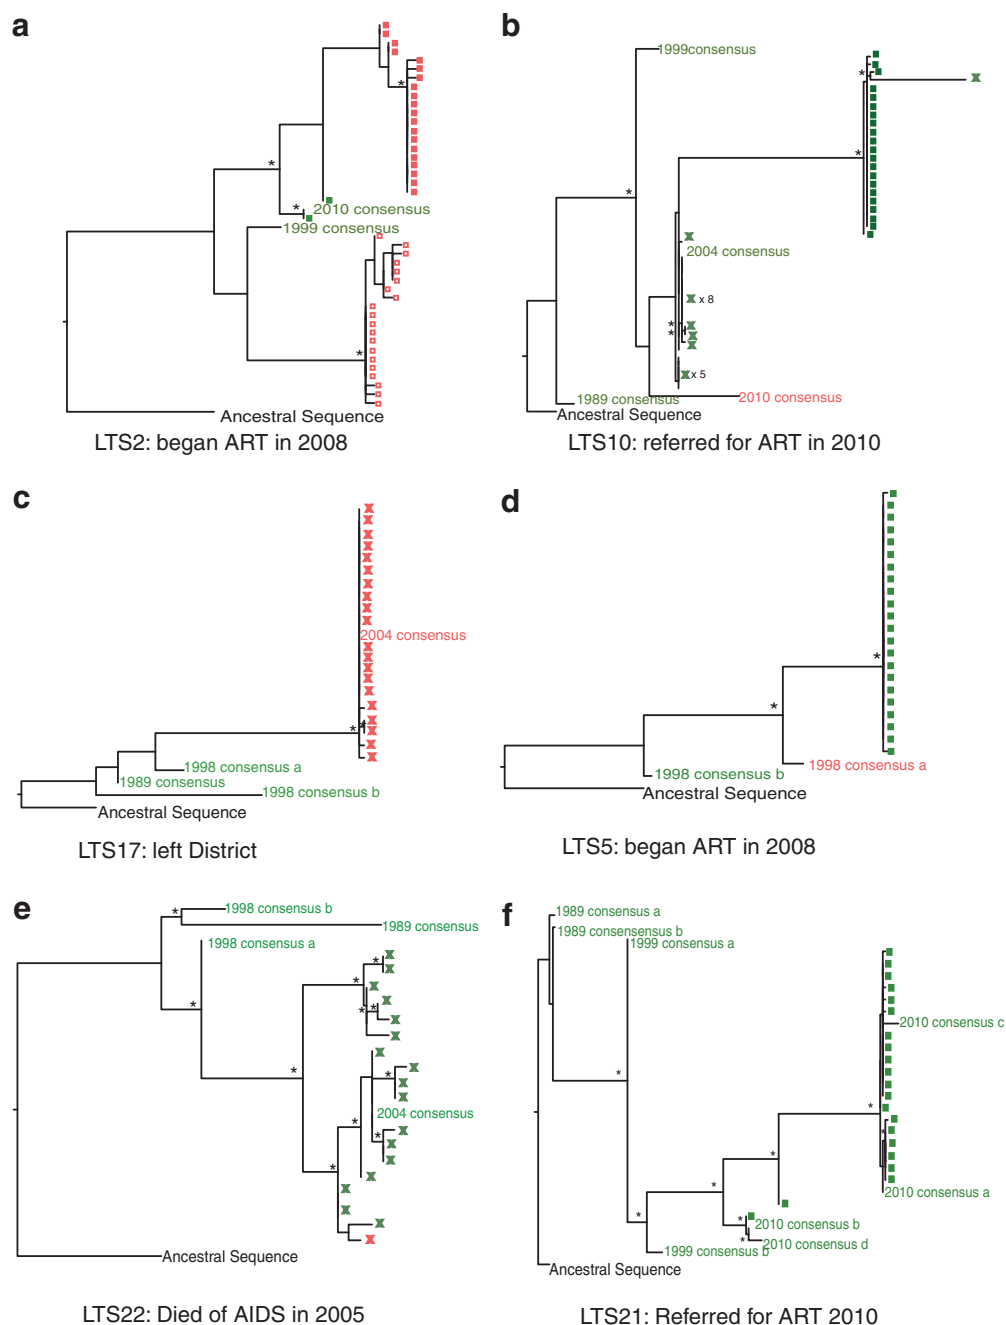 a
*
*
*
2010 consensus
1999 consensus
*
Ancestral Sequence
LTS2: began ART in 2008
b
1999consensus
*
*
*
2004 consensus
x 8
*
*
x 5
1989 consensus
2010 consensus
Ancestral Sequence
LTS10: referred for ART in 2010
c
2004 consensus
*
*
1998 consensus a
1989 consensus
1998 consensus b
Ancestral Sequence
LTS17: left District
d
*
*
1998 consensus a
1998 consensus b
Ancestral Sequence
LTS5: began ART in 2008
e
1998 consensus b
*
1989 consensus
1998 consensus a
*
*
*
*
*
*
*
2004 consensus
*
*
*
Ancestral Sequence
LTS22: Died of AIDS in 2005
f
1989 consensus a
1989 consensensus b
1999 consensus a
2010 consensus c
*
*
*
*
2010 consensus a
*
*
*
2010 consensus b
*
2010 consensus d
1999 consensus b
Ancestral Sequence
LTS21: Referred for ART 2010